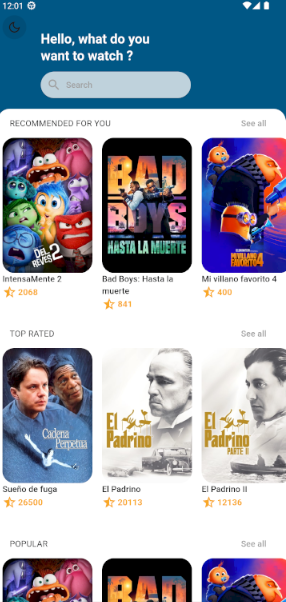 12:01
Hello, what do you
want to watch ?
Search
RECOMMENDED FOR YOU
See all
DEL REVÉS 2
BAD
BOYS
HASTA LA MUERTE
MI VILLANO
FAVORITO 4
IntensaMente 2
Bad Boys: Hasta la
muerte
Mi villano favorito 4
2068
841
400
TOP RATED
See all
Cadena
Perpetua
El
Padrino
El
Padrino
PARTE II
Sueño de fuga
El Padrino
El Padrino II
26500
20113
12136
POPULAR
See all
BAD